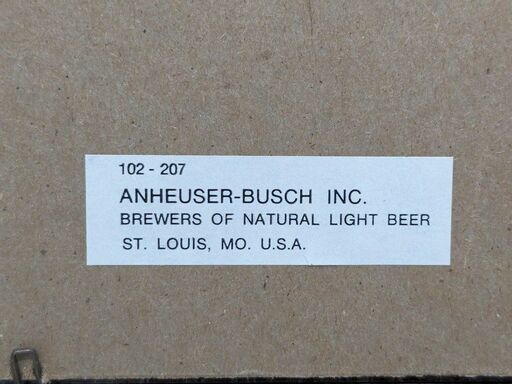 102 - 207
ANHEUSER-BUSCH INC.
BREWERS OF NATURAL LIGHT BEER
ST. LOUIS, MO. U.S.A.